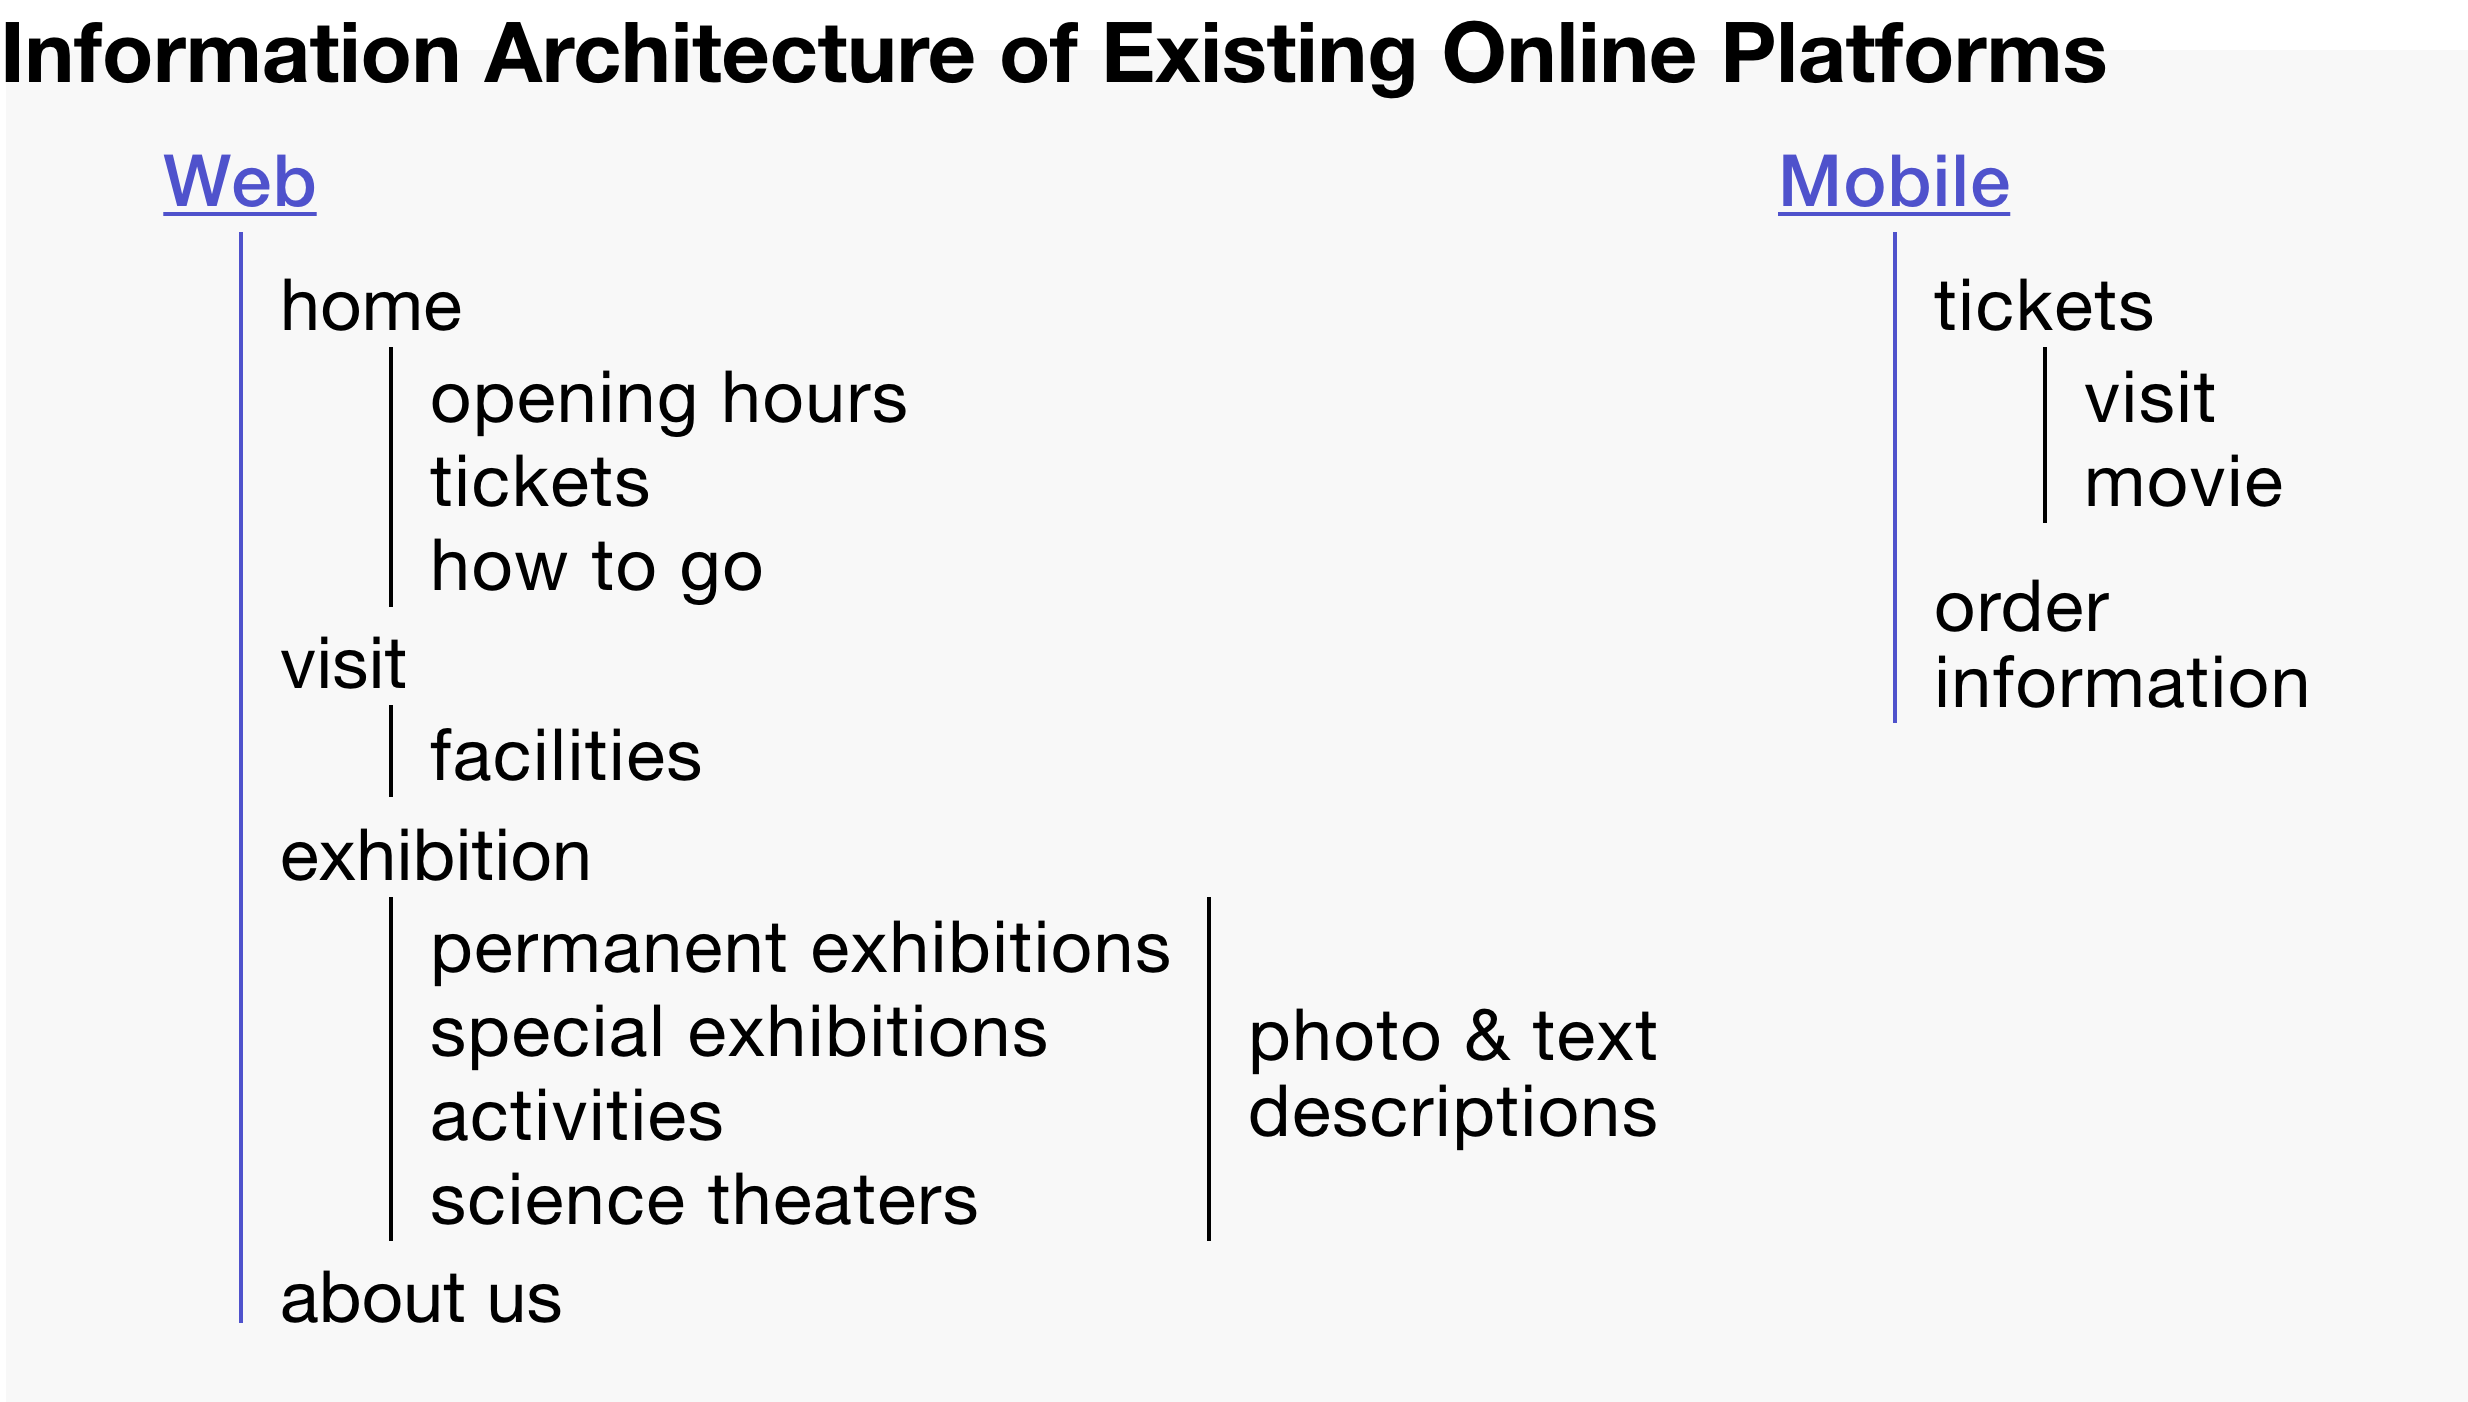 Information Architecture of Existing Online Platforms
Web
home
opening hours
tickets
how to go
visit
facilities
exhibition
permanent exhibitions
special exhibitions
activities
science theaters
photo & text
descriptions
about us
Mobile
tickets
visit
movie
order
information